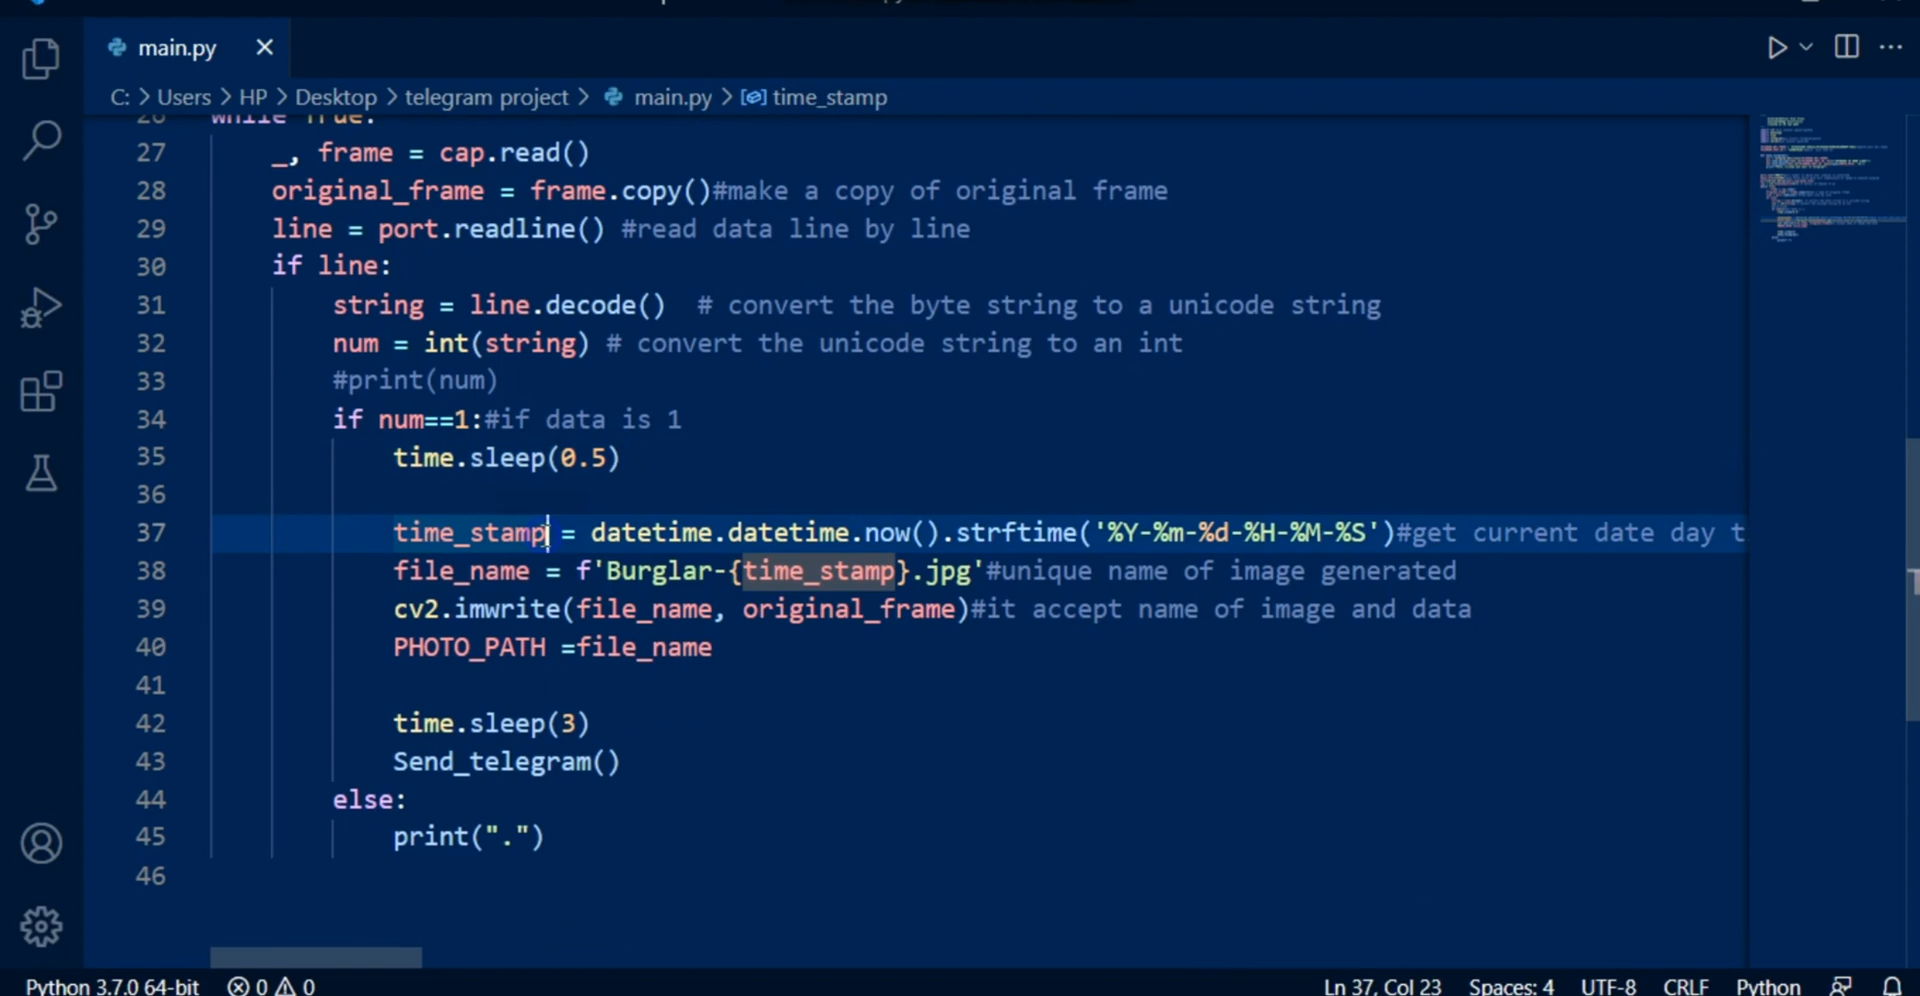 main.py
C: > Users > HP > Desktop > telegram project > main.py > time_stamp
26 while True:
27 _, frame = cap.read()
28 original_frame = frame.copy()#make a copy of original frame
29 line = port.readline() #read data line by line
30 if line:
31 string = line.decode()  # convert the byte string to a unicode string
32 num = int(string) # convert the unicode string to an int
33 #print(num)
34 if num==1:#if data is 1
35 time.sleep(0.5)
36
37 time_stamp = datetime.datetime.now().strftime('%Y-%m-%d-%H-%M-%S')#get current date day t
38 file_name = f'Burglar-{time_stamp}.jpg'#unique name of image generated
39 cv2.imwrite(file_name, original_frame)#it accept name of image and data
40 PHOTO_PATH =file_name
41
42 time.sleep(3)
43 Send_telegram()
44 else:
45 print(".")
46
Python 3.7.0 64-bit 0 0 Ln 37, Col 23 Spaces: 4 UTF-8 CRLF Python